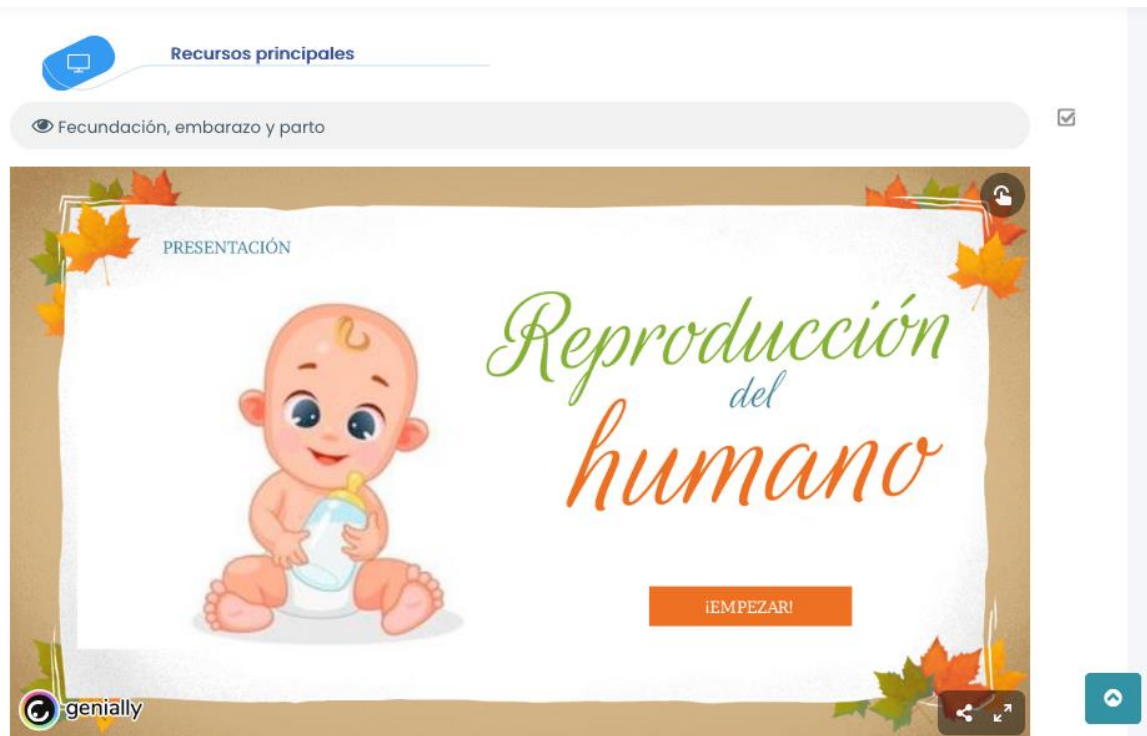 Recursos principales
Fecundación, embarazo y parto
PRESENTACIÓN
Reproducción
del
humano
¡EMPEZAR!
genially